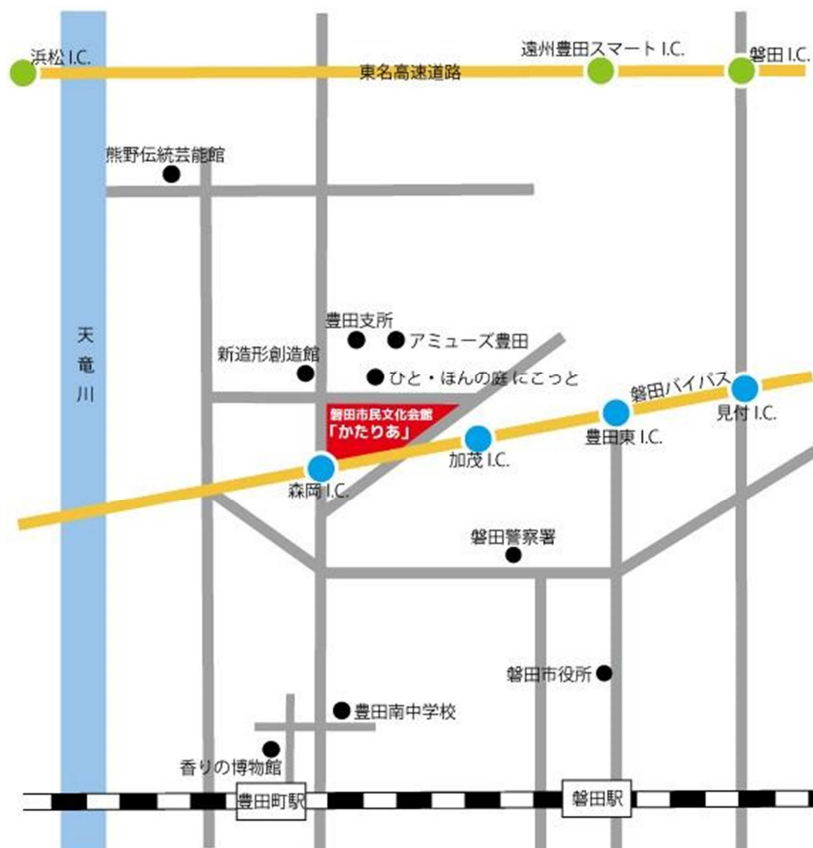 浜松 I.C.
遠州豊田スマート I.C.
磐田 I.C.
東名高速道路
熊野伝統芸能館
天竜川
豊田支所
アミューズ豊田
新造形創造館
ひと・ほんの庭 にこっと
磐田バイパス
磐田市民文化会館
「かたりあ」
見付 I.C.
豊田東 I.C.
加茂 I.C.
森岡 I.C.
磐田警察署
磐田市役所
豊田南中学校
香りの博物館
豊田町駅
磐田駅